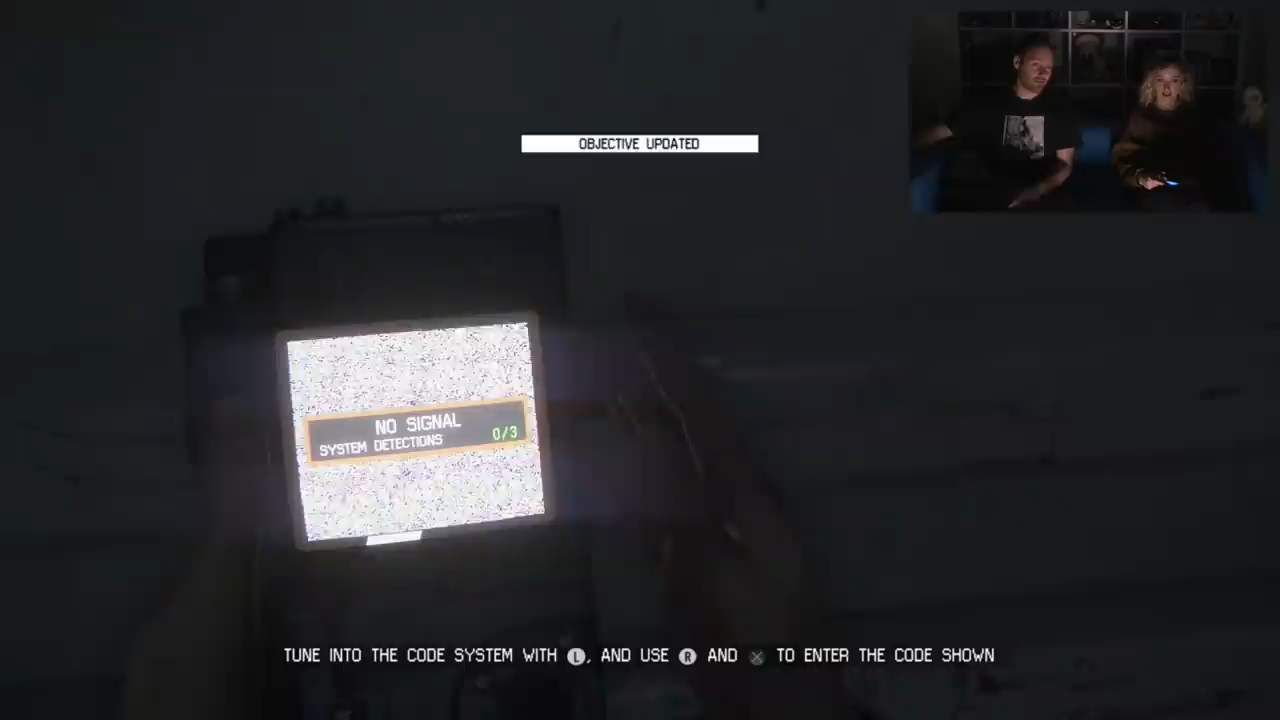 OBJECTIVE UPDATED
NO SIGNAL
SYSTEM DETECTIONS 0/3
TUNE INTO THE CODE SYSTEM WITH L, AND USE R AND X TO ENTER THE CODE SHOWN